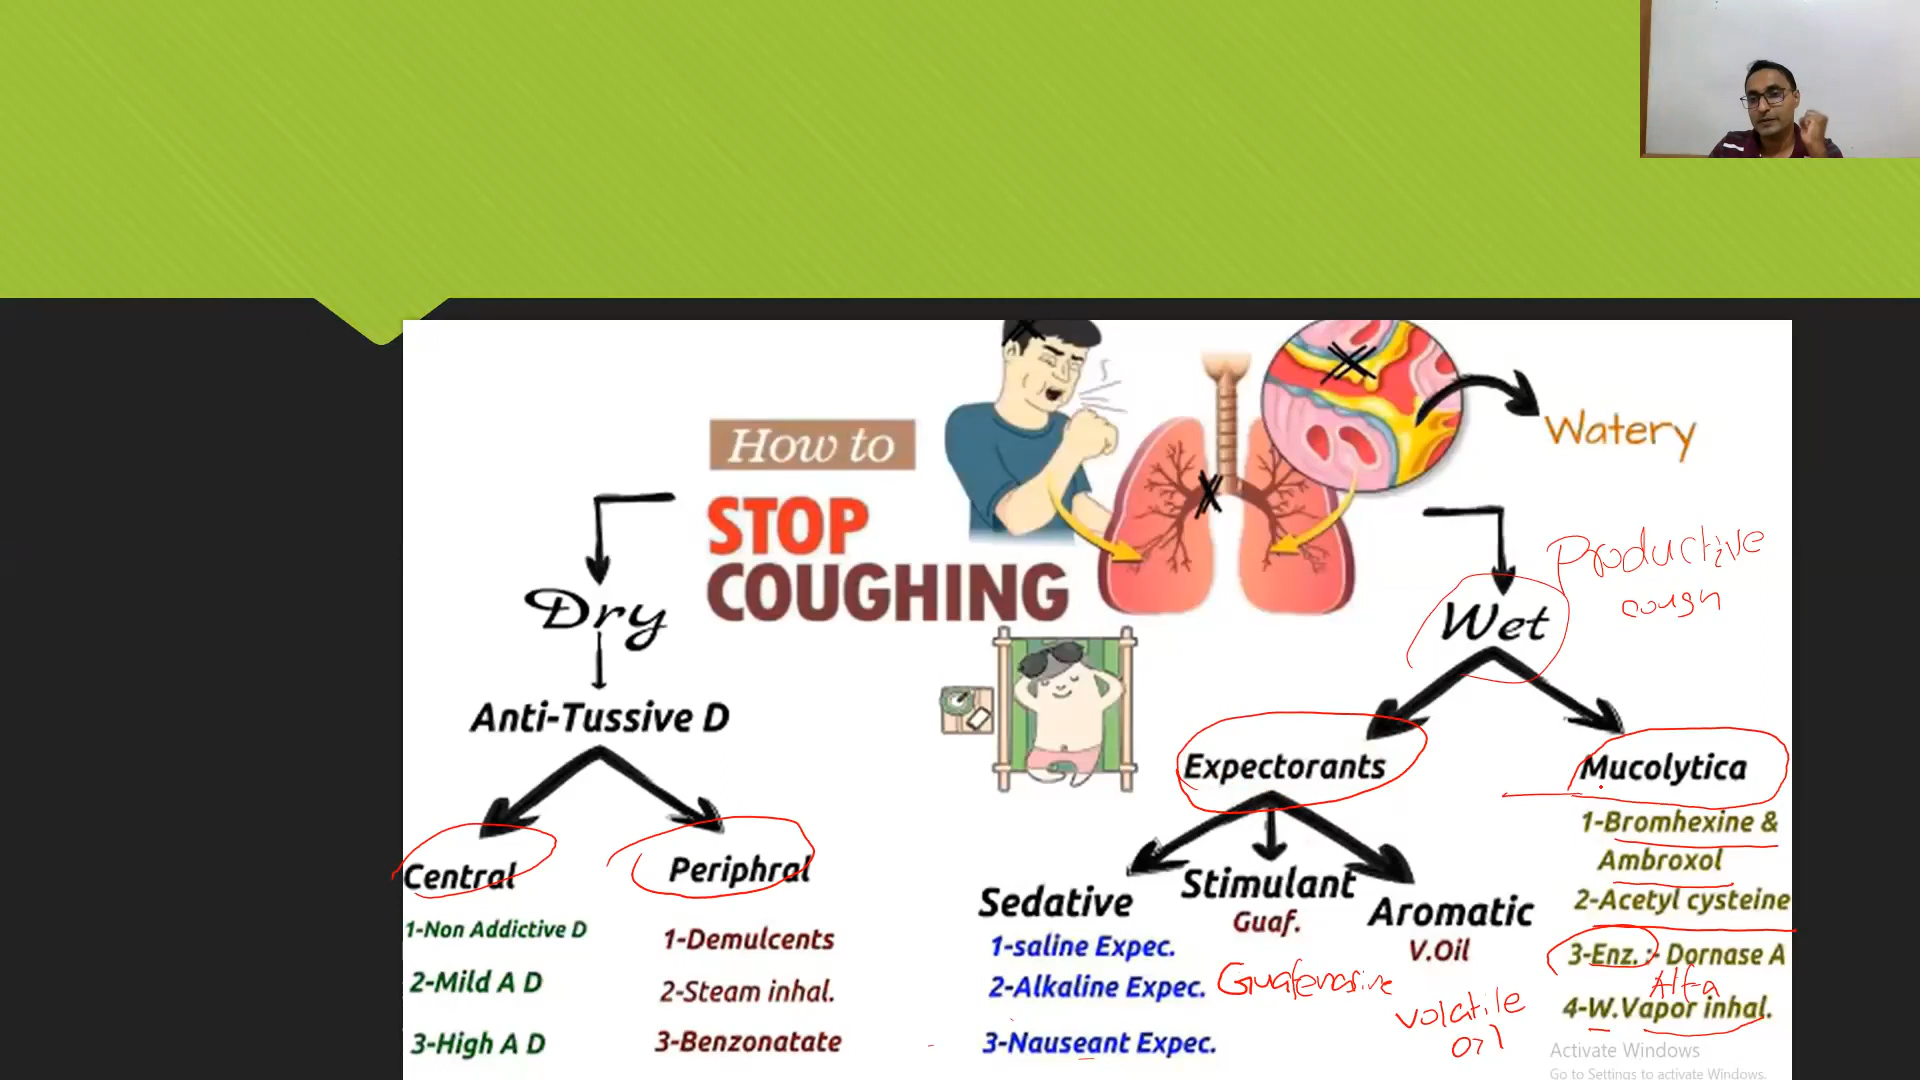 How to
STOP
COUGHING
Watery
Dry
Anti-Tussive D
Central
1-Non Addictive D
2-Mild A D
3-High A D
Periphral
1-Demulcents
2-Steam inhal.
3-Benzonatate
Productive
cough
Wet
Expectorants
Sedative
1-saline Expec.
2-Alkaline Expec.
3-Nauseant Expec.
Stimulant
Guaf.
Guafenasine
Aromatic
V.Oil
volatile
oil
Mucolytica
1-Bromhexine &
Ambroxol
2-Acetyl cysteine
3-Enz. :- Dornase A
Alfa
4-W.Vapor inhal.
Activate Windows
Go to Settings to activate Windows.